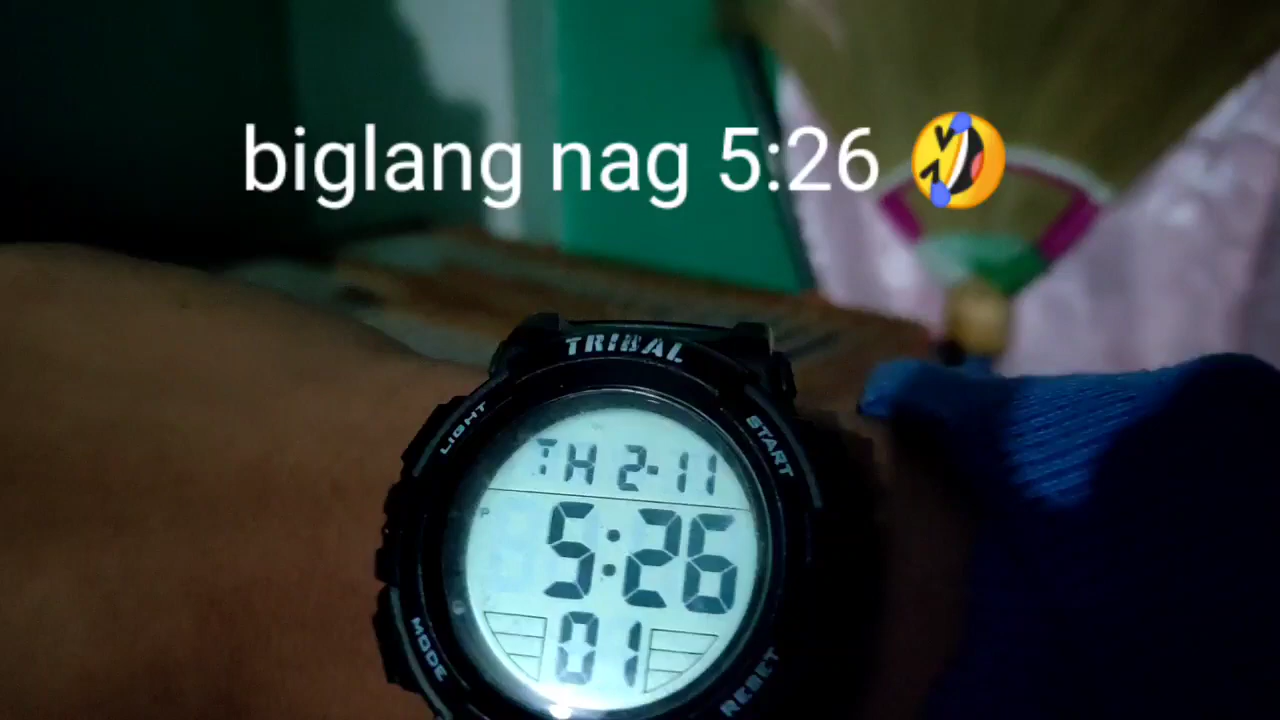 biglang nag 5:26 🤣
TRIBAL
LIGHT
START
TH 2-11
P
5:26
01
MODE
RESET